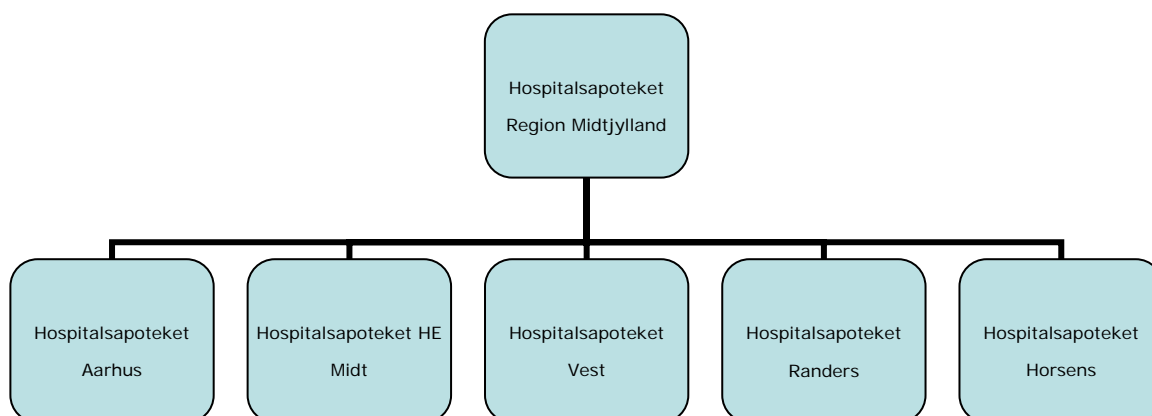 Hospitalsapoteket
Region Midtjylland
Hospitalsapoteket
Aarhus
Hospitalsapoteket HE
Midt
Hospitalsapoteket
Vest
Hospitalsapoteket
Randers
Hospitalsapoteket
Horsens